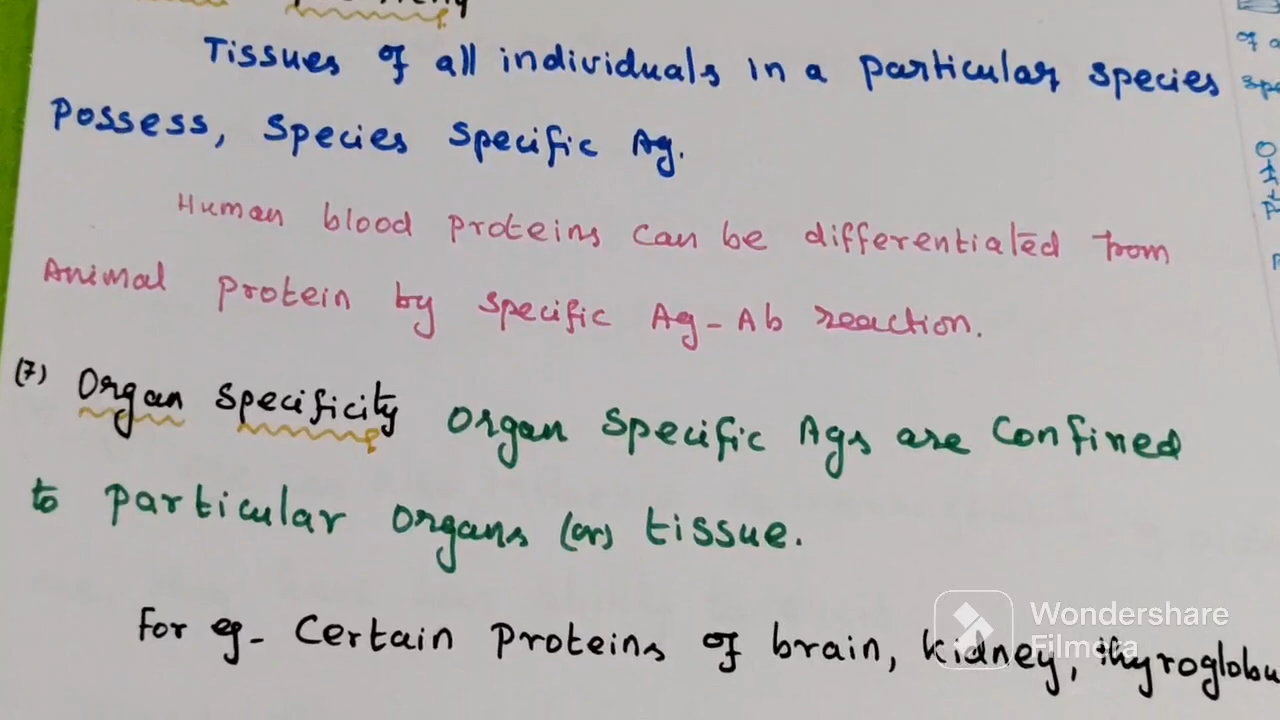 Tissues of all individuals in a particular species
Possess, Species Specific Ag.
Human blood proteins can be differentiated from
Animal protein by specific Ag-Ab reaction.
(7) Organ Specificity Organ Specific Ags are Confined
to particular organs (or) tissue.
For eg- Certain Proteins of brain, kidney, thyroglobu
Wondershare
Filmora